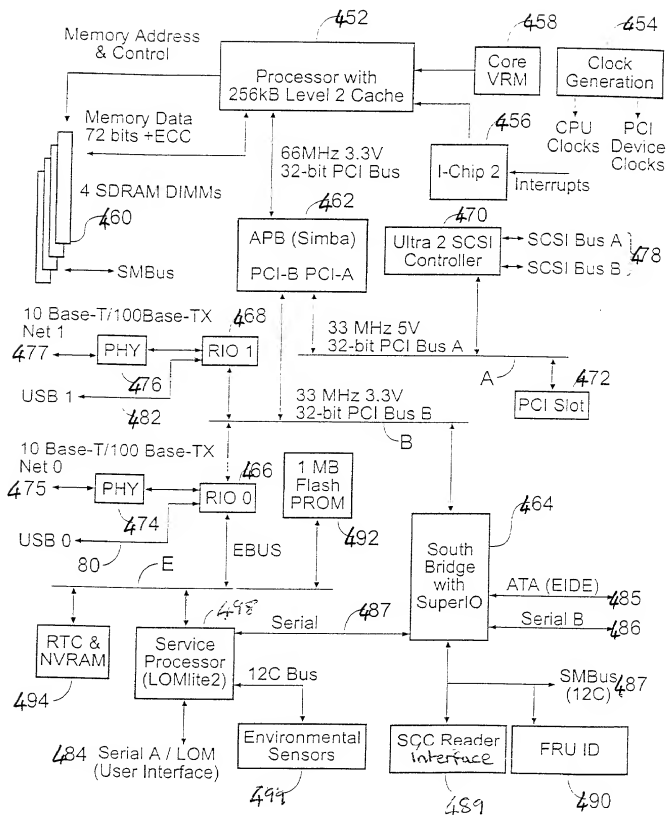 452
458
454
Memory Address
& Control
Processor with
256kB Level 2 Cache
Core
VRM
Clock
Generation
Memory Data
72 bits +ECC
456
CPU
Clocks
PCI
Device
Clocks
66MHz 3.3V
32-bit PCI Bus
I-Chip 2
Interrupts
4 SDRAM DIMMs
460
462
470
APB (Simba)
PCI-B PCI-A
Ultra 2 SCSI
Controller
SCSI Bus A
SCSI Bus B
478
SMBus
10 Base-T/100Base-TX
Net 1
468
477
PHY
RIO 1
476
33 MHz 5V
32-bit PCI Bus A
A
472
PCI Slot
USB 1
482
33 MHz 3.3V
32-bit PCI Bus B
B
10 Base-T/100 Base-TX
Net 0
466
475
PHY
RIO 0
474
1 MB
Flash
PROM
492
464
USB 0
80
EBUS
E
South
Bridge
with
SuperIO
ATA (EIDE)
485
Serial B
486
498
Serial
487
RTC &
NVRAM
494
Service
Processor
(LOMlite2)
12C Bus
SMBus
(12C)
487
484
Serial A / LOM
(User Interface)
Environmental
Sensors
499
SCC Reader
Interface
489
FRU ID
490